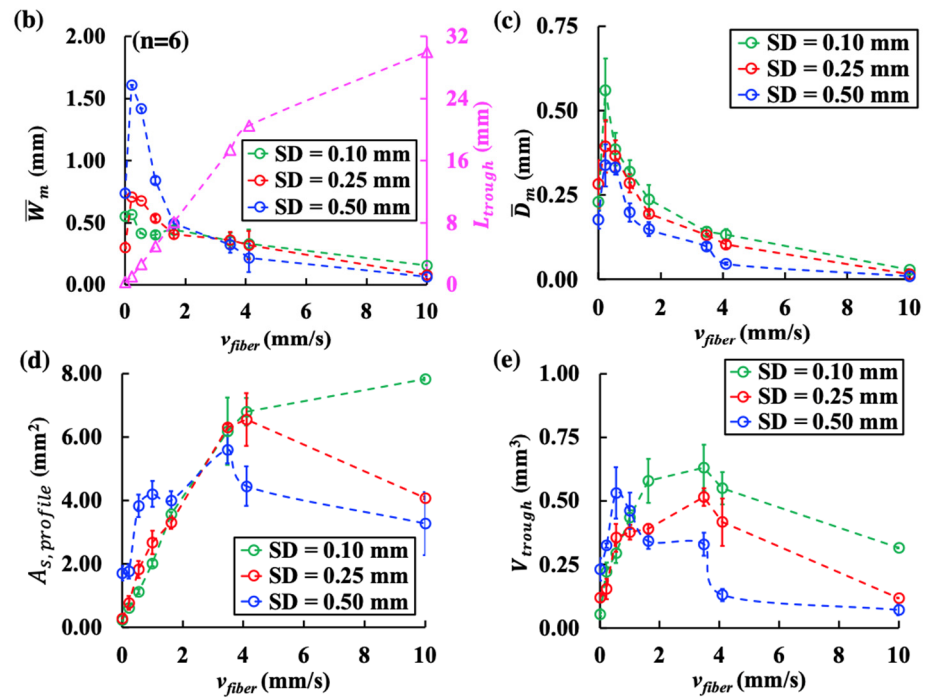 (b)
(n=6)
2.00
1.50
1.00
0.50
0.00
W̅m (mm)
32
24
16
8
0
Ltrough (mm)
SD = 0.10 mm
SD = 0.25 mm
SD = 0.50 mm
0 2 4 6 8 10
vfiber (mm/s)
(c)
0.75
0.50
0.25
0.00
D̅m (mm)
SD = 0.10 mm
SD = 0.25 mm
SD = 0.50 mm
0 2 4 6 8 10
vfiber (mm/s)
(d)
8.00
6.00
4.00
2.00
0.00
As, profile (mm²)
SD = 0.10 mm
SD = 0.25 mm
SD = 0.50 mm
0 2 4 6 8 10
vfiber (mm/s)
(e)
1.00
0.75
0.50
0.25
0.00
Vtrough (mm³)
SD = 0.10 mm
SD = 0.25 mm
SD = 0.50 mm
0 2 4 6 8 10
vfiber (mm/s)